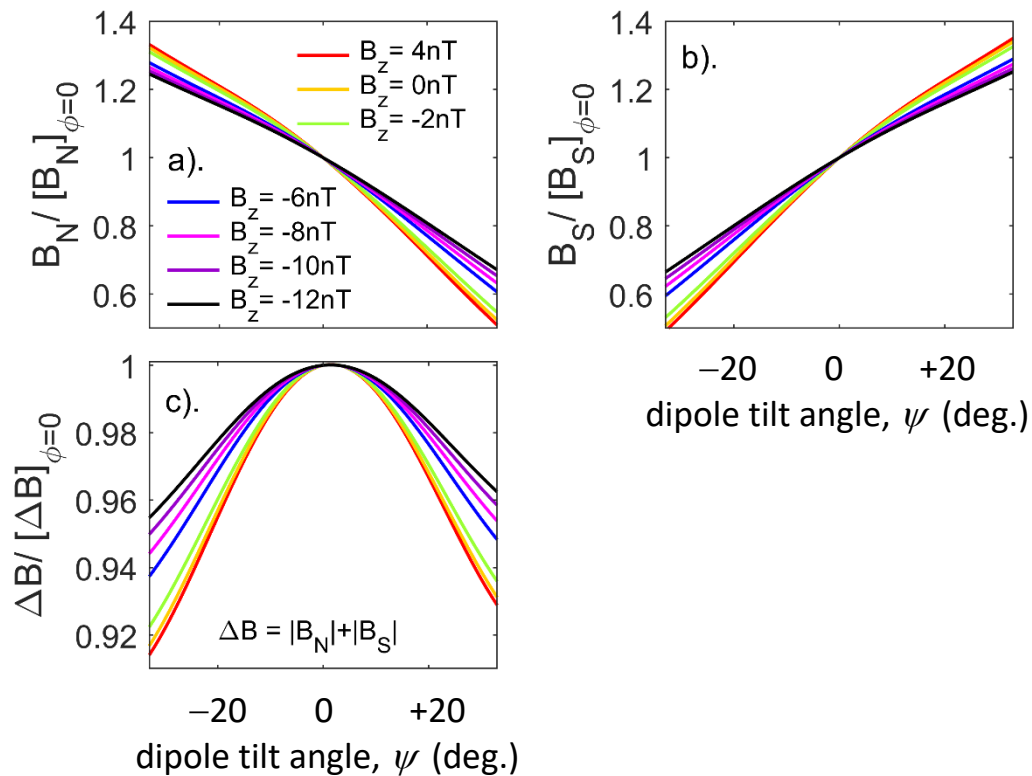 1.4
1.2
1
0.8
0.6
B_N / [B_N]_ϕ=0
a).
B_z = 4nT
B_z = 0nT
B_z = -2nT
B_z = -6nT
B_z = -8nT
B_z = -10nT
B_z = -12nT
1.4
1.2
1
0.8
0.6
B_S / [B_S]_ϕ=0
b).
−20 0 +20
dipole tilt angle, ψ (deg.)
1
0.98
0.96
0.94
0.92
ΔB/ [ΔB]_ϕ=0
c).
ΔB = |B_N|+|B_S|
−20 0 +20
dipole tilt angle, ψ (deg.)